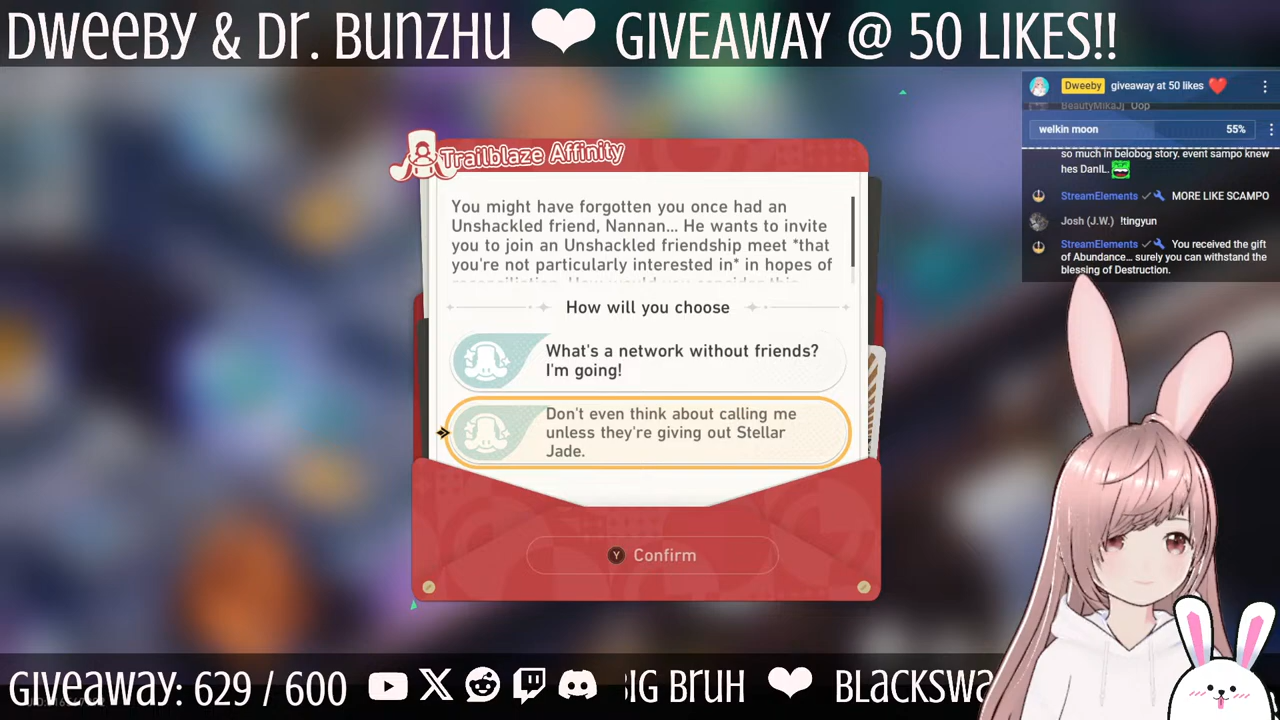 DWEEBY & DR. BUNZHU ❤ GIVEAWAY @ 50 LIKES!!
Dweeby giveaway at 50 likes ❤️
BeautyMikaJj Oop
welkin moon 55%
so much in belobog story. event sampo knew
hes DaniL.
StreamElements MORE LIKE SCAMPO
Josh (J.W.) !tingyun
StreamElements You received the gift
of Abundance... surely you can withstand the
blessing of Destruction.
Trailblaze Affinity
You might have forgotten you once had an
Unshackled friend, Nannan... He wants to invite
you to join an Unshackled friendship meet *that
you're not particularly interested in* in hopes of
How will you choose
What's a network without friends?
I'm going!
Don't even think about calling me
unless they're giving out Stellar
Jade.
Y Confirm
GIVEAWAY: 629 / 600
BIG BRUH ❤ BLACKSWA